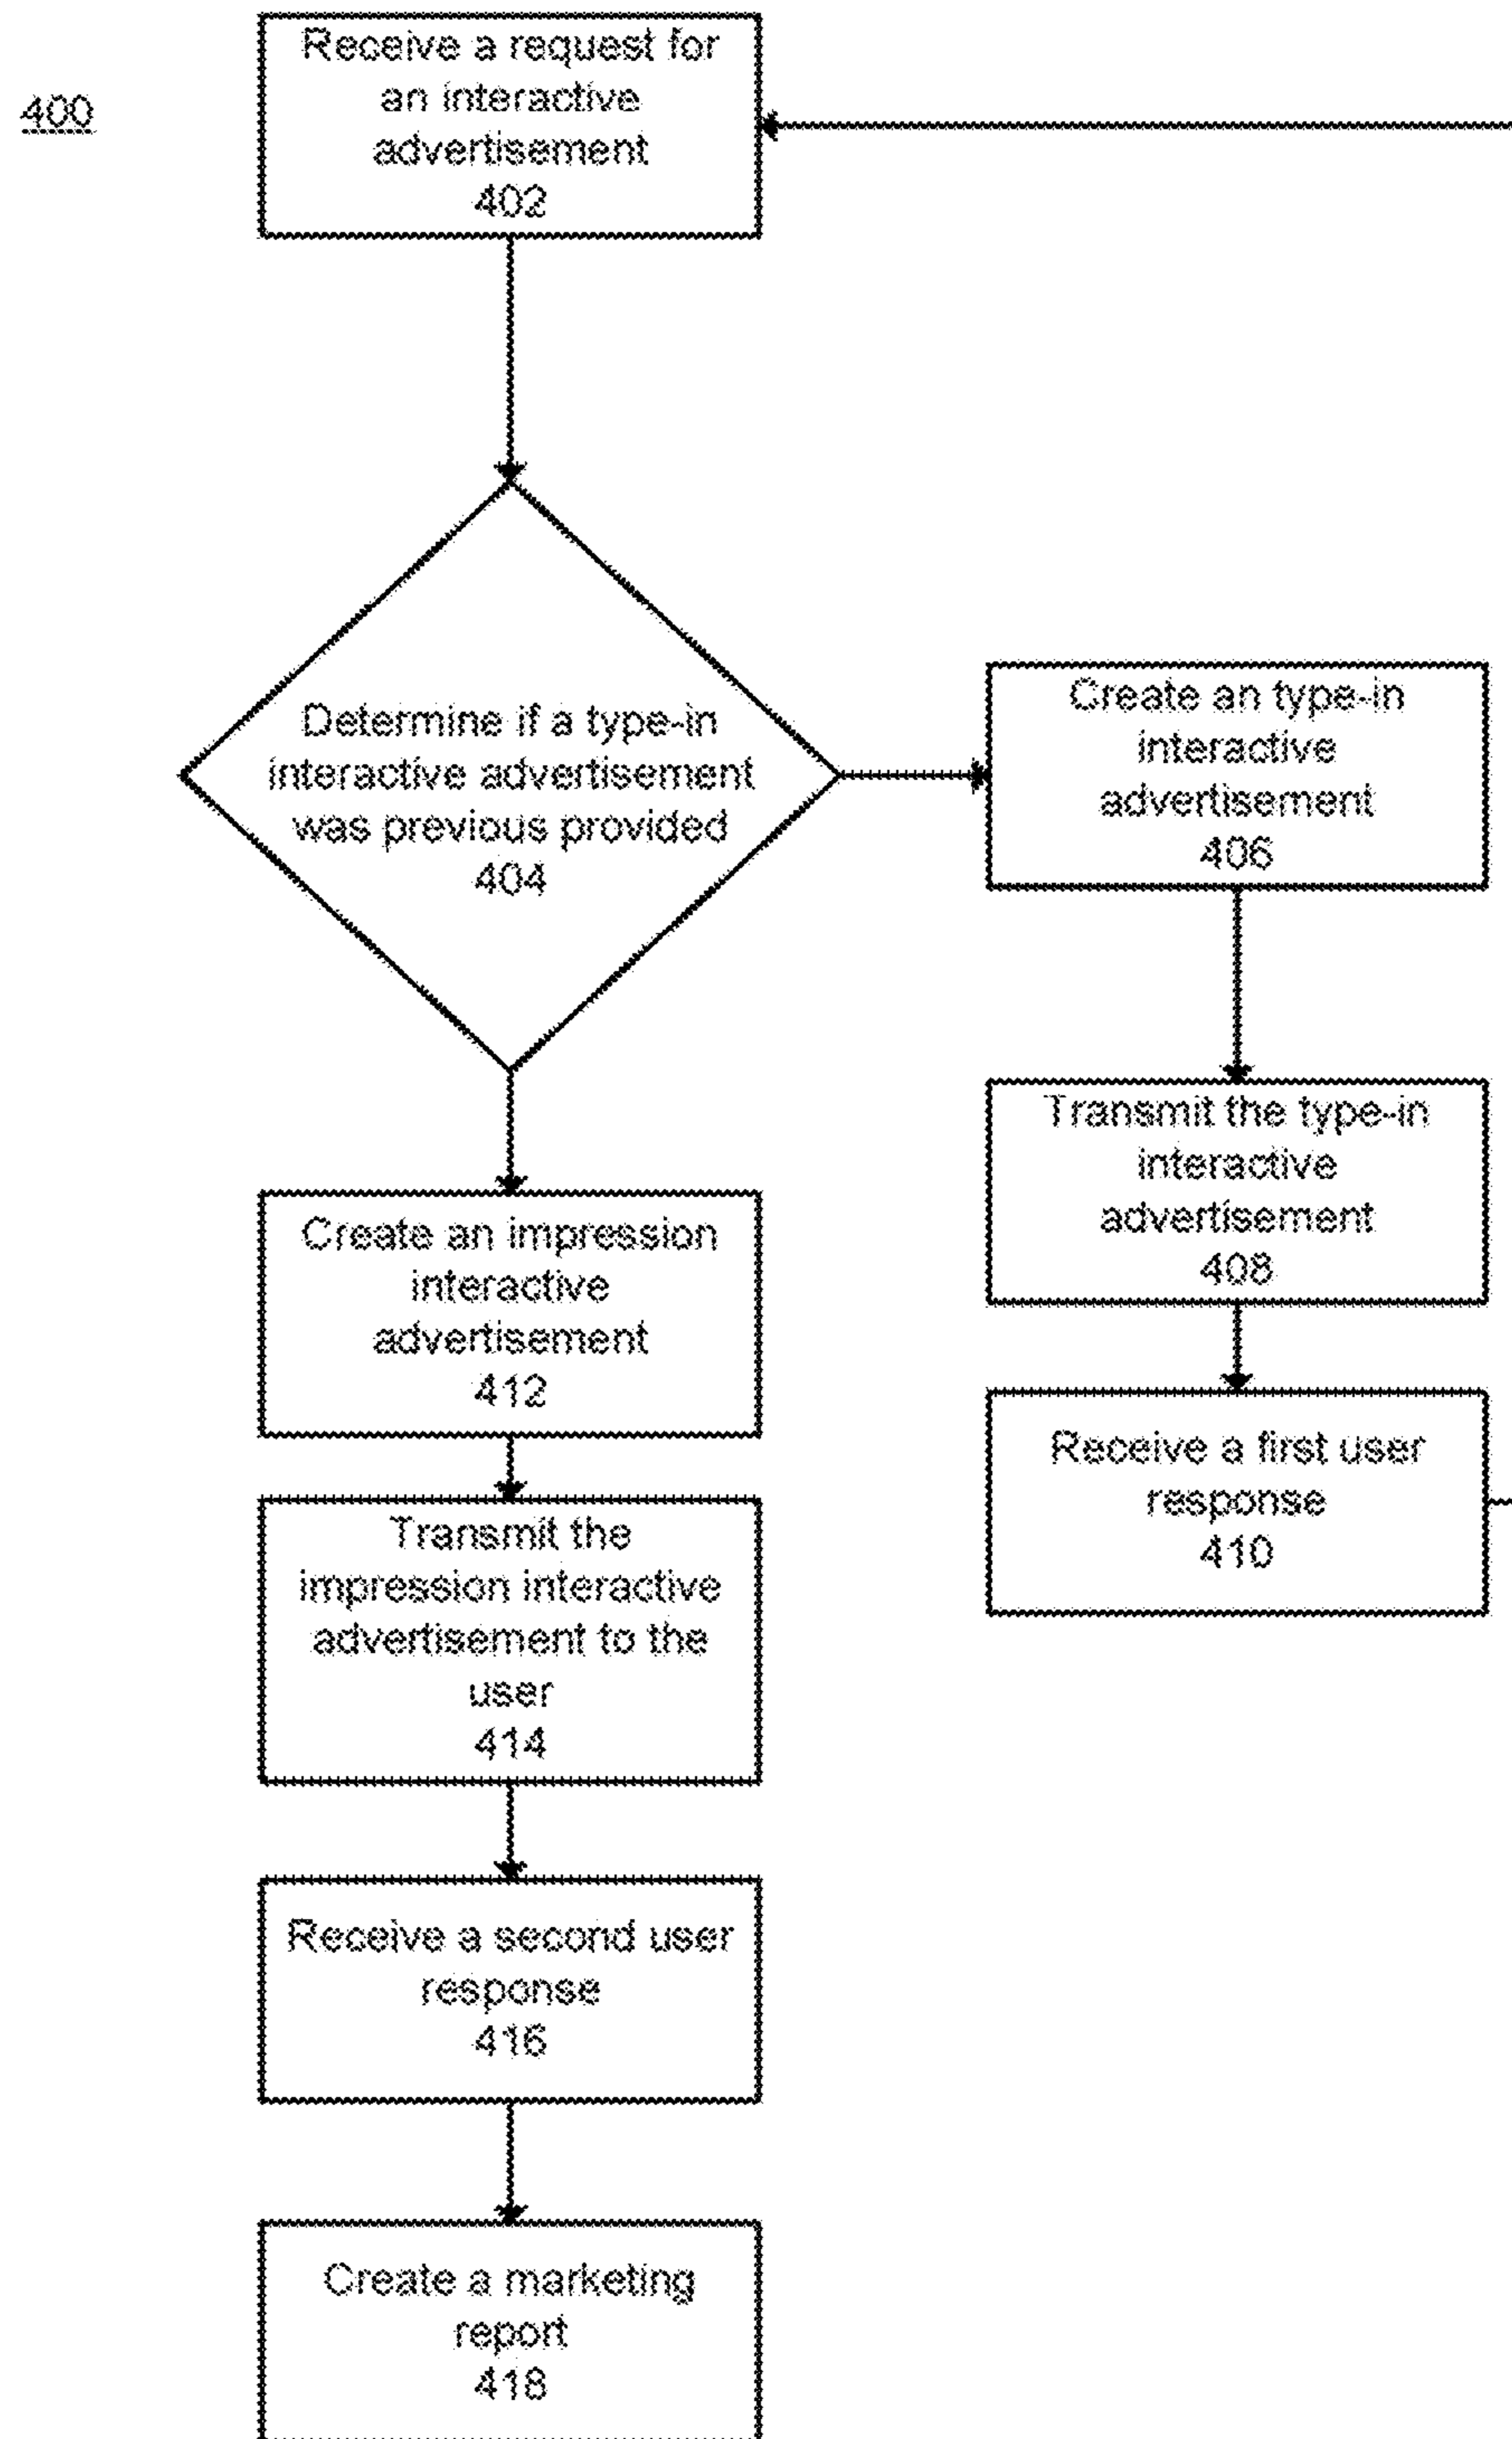 400
Receive a request for
an interactive
advertisement
402
Determine if a type-in
interactive advertisement
was previous provided
404
Create an type-in
interactive
advertisement
406
Transmit the type-in
interactive
advertisement
408
Receive a first user
response
410
Create an impression
interactive
advertisement
412
Transmit the
impression interactive
advertisement to the
user
414
Receive a second user
response
416
Create a marketing
report
418